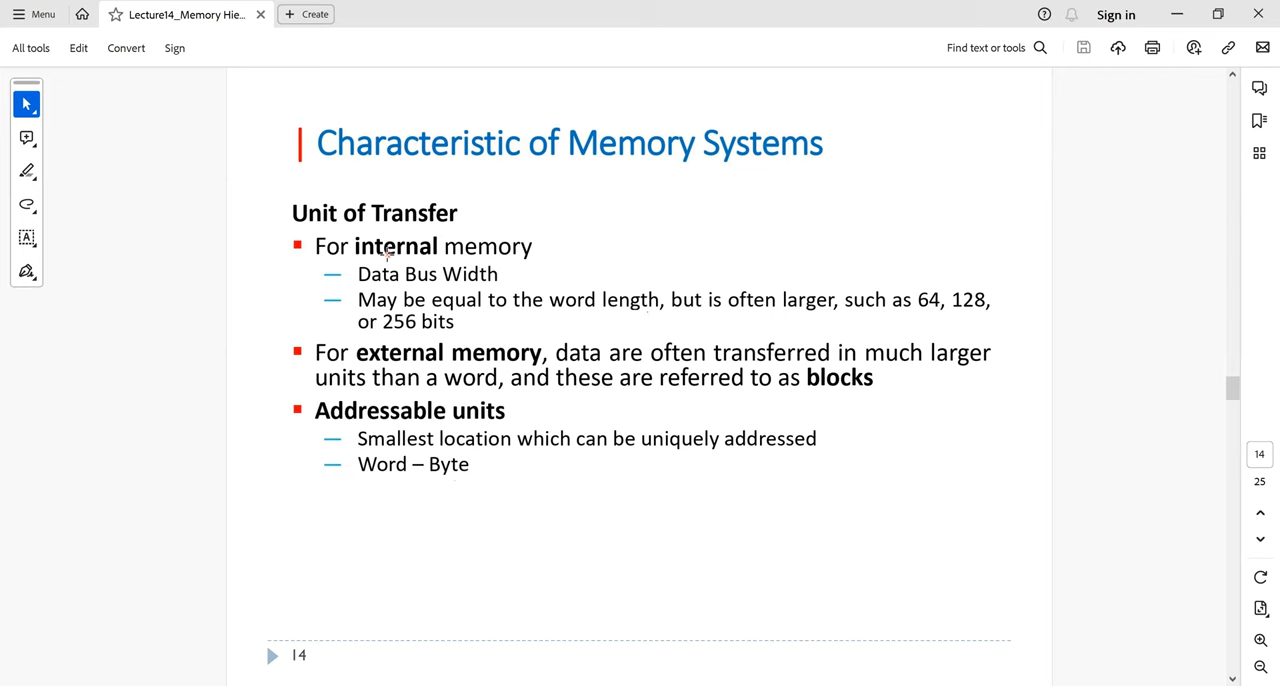 Menu
Lecture14_Memory Hie...
Create
Sign in
All tools
Edit
Convert
Sign
Find text or tools
Characteristic of Memory Systems
Unit of Transfer
For internal memory
— Data Bus Width
— May be equal to the word length, but is often larger, such as 64, 128,
or 256 bits
For external memory, data are often transferred in much larger
units than a word, and these are referred to as blocks
Addressable units
— Smallest location which can be uniquely addressed
— Word – Byte
14
25
14